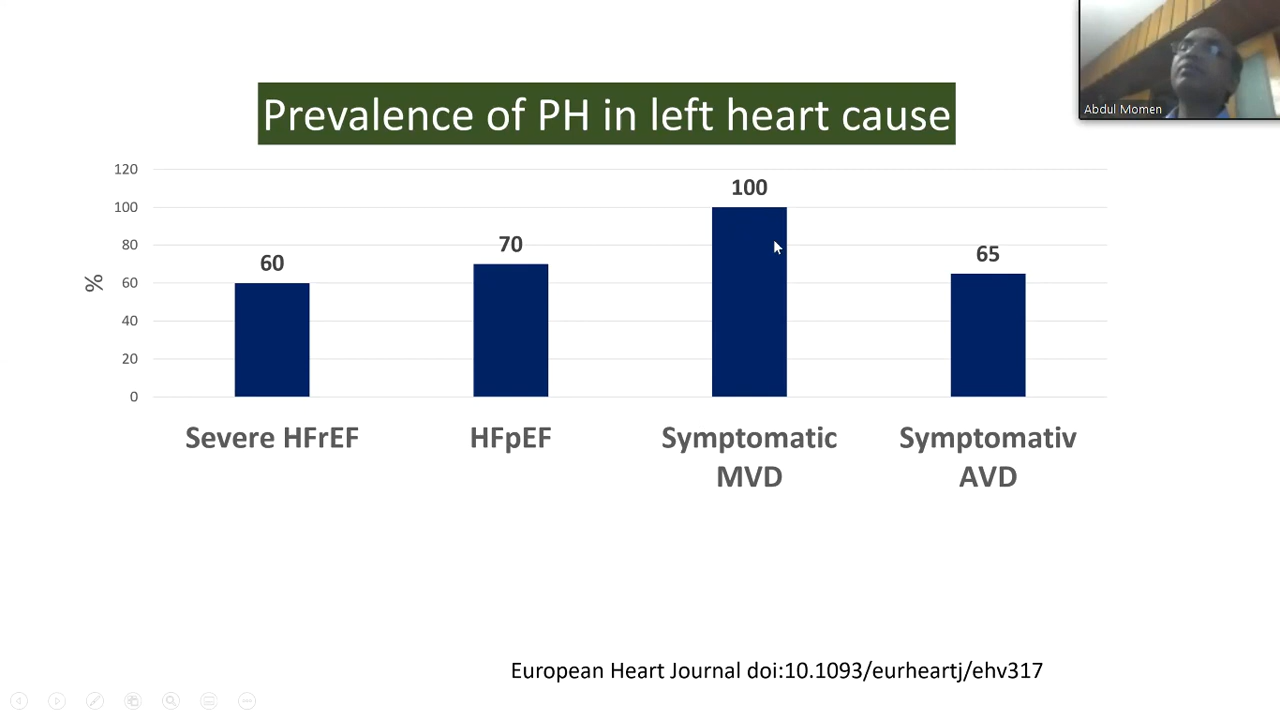 Abdul Momen
Prevalence of PH in left heart cause
120
100
80
60
40
20
0
%
60
70
100
65
Severe HFrEF
HFpEF
Symptomatic
MVD
Symptomativ
AVD
European Heart Journal doi:10.1093/eurheartj/ehv317